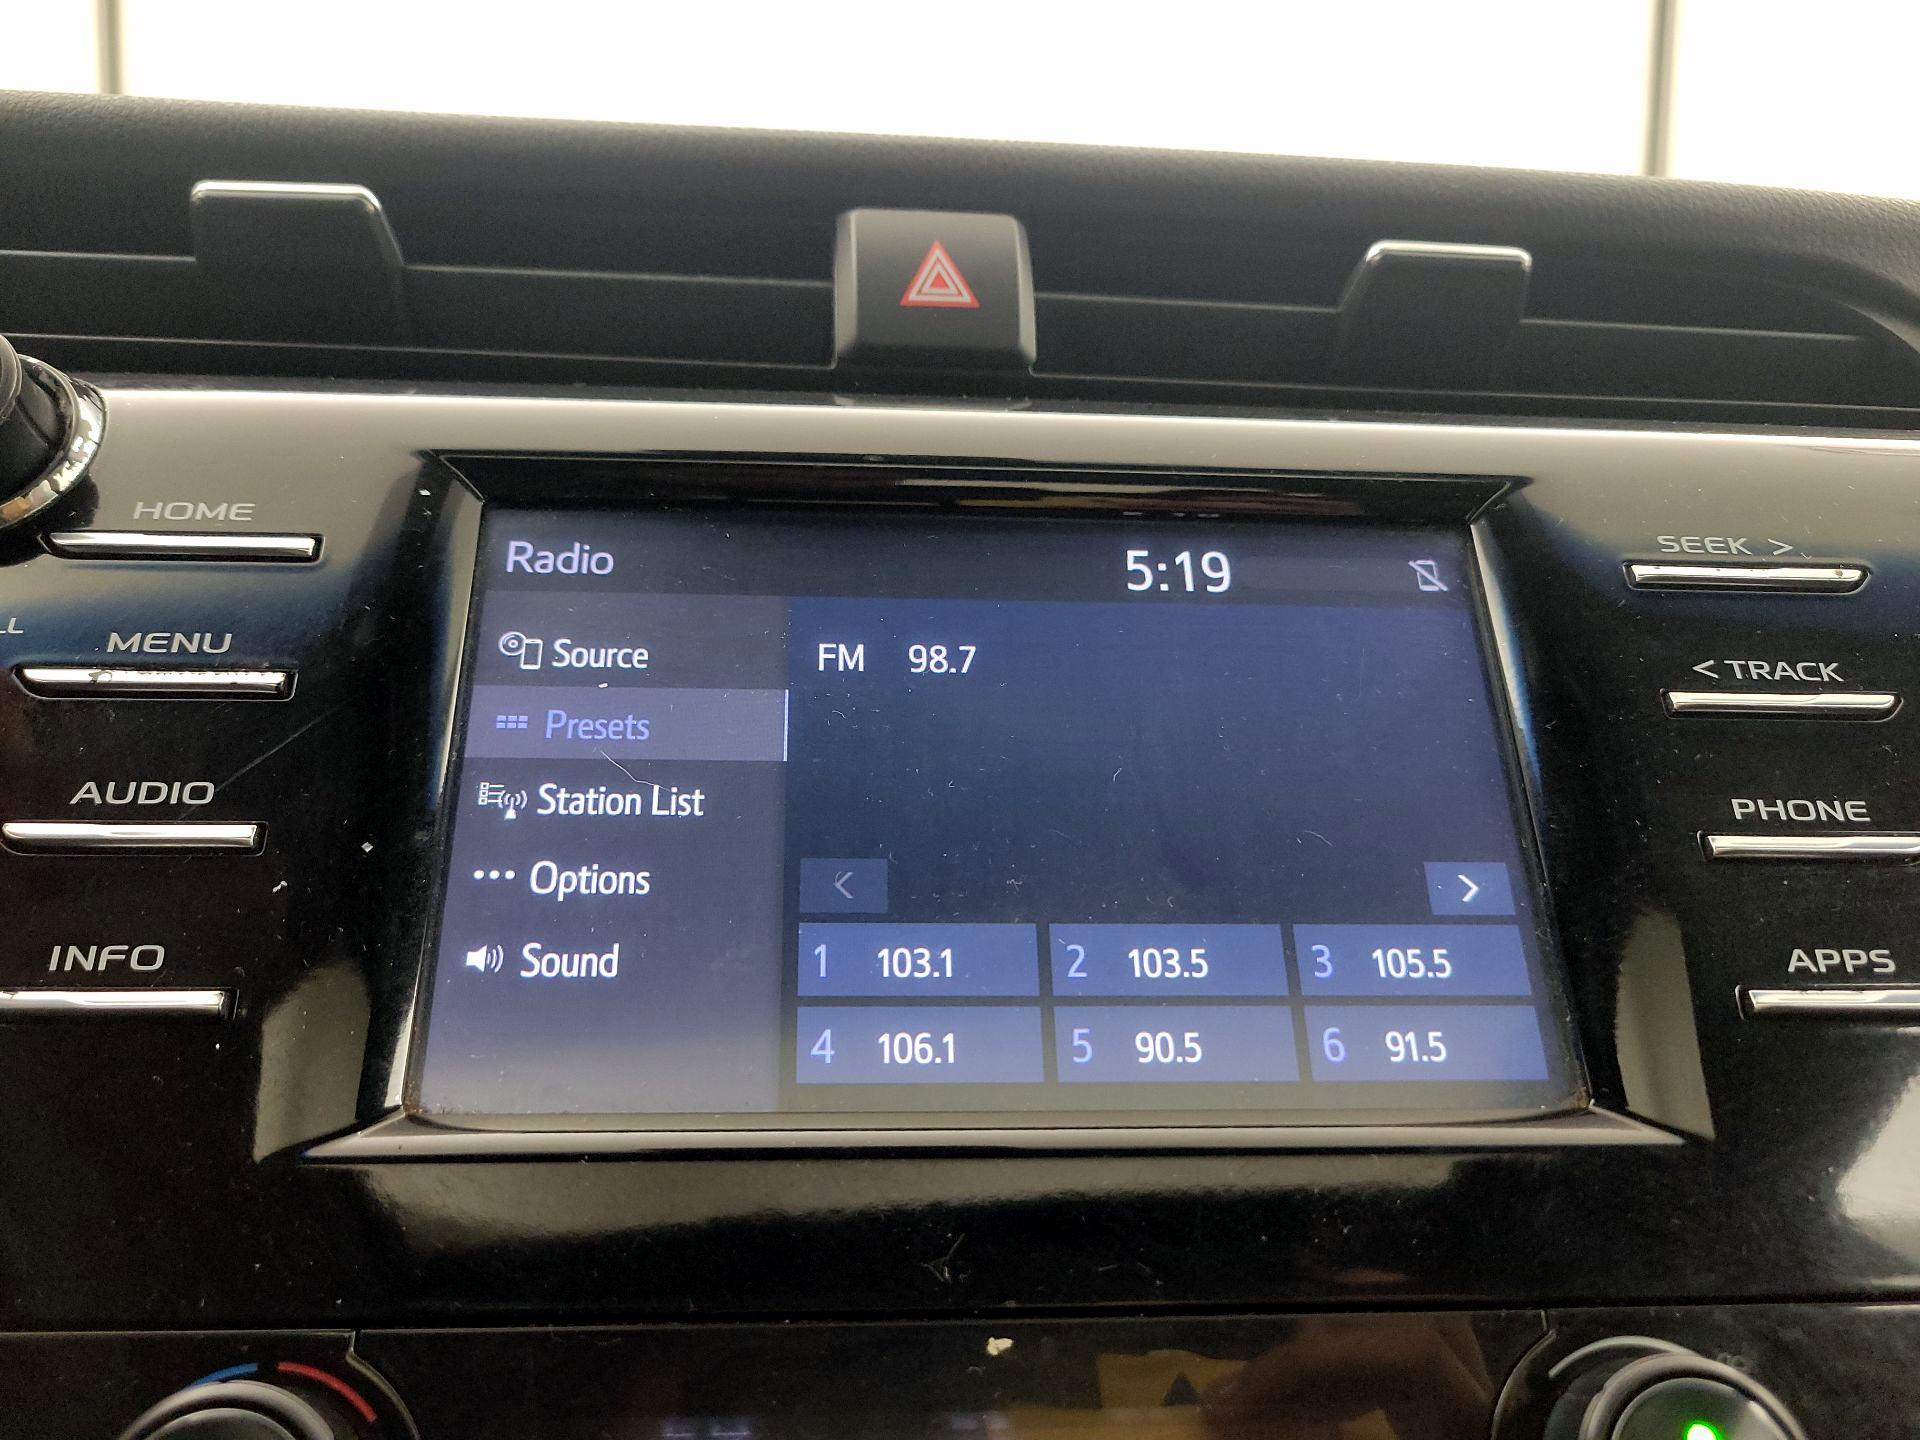 HOME
MENU
AUDIO
INFO
Radio
5:19
Source
Presets
Station List
Options
Sound
FM 98.7
<
>
1 103.1
2 103.5
3 105.5
4 106.1
5 90.5
6 91.5
SEEK >
< TRACK
PHONE
APPS